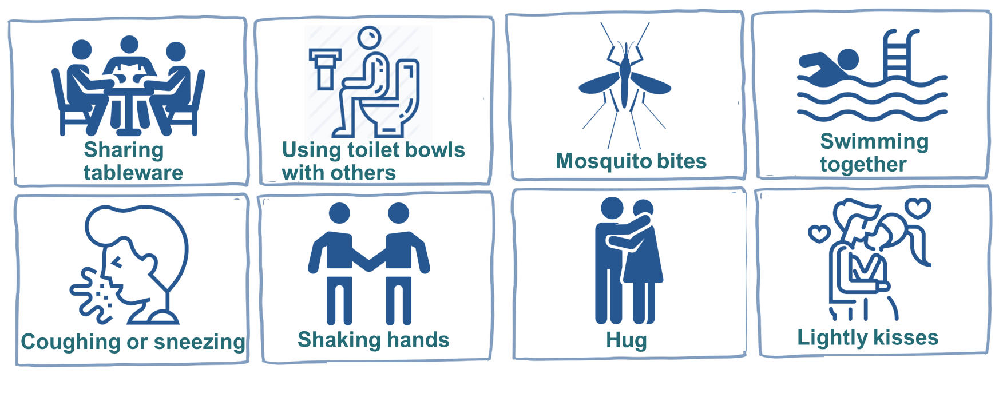 Sharing
tableware
Using toilet bowls
with others
Mosquito bites
Swimming
together
Coughing or sneezing
Shaking hands
Hug
Lightly kisses